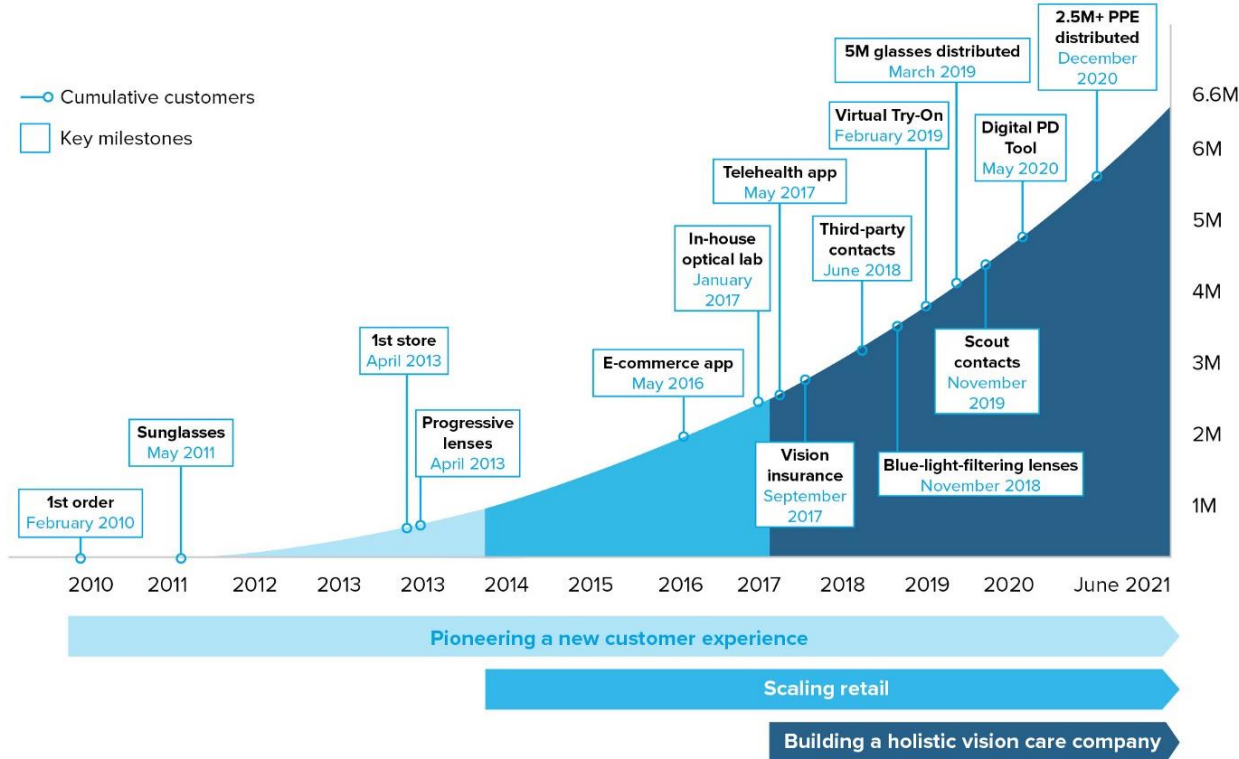 Cumulative customers
Key milestones
1st order
February 2010
Sunglasses
May 2011
1st store
April 2013
Progressive
lenses
April 2013
E-commerce app
May 2016
In-house
optical lab
January
2017
Telehealth app
May 2017
Vision
insurance
September
2017
Third-party
contacts
June 2018
Blue-light-filtering lenses
November 2018
Virtual Try-On
February 2019
5M glasses distributed
March 2019
Scout
contacts
November
2019
Digital PD
Tool
May 2020
2.5M+ PPE
distributed
December
2020
6.6M
6M
5M
4M
3M
2M
1M
2010 2011 2012 2013 2013 2014 2015 2016 2017 2018 2019 2020 June 2021
Pioneering a new customer experience
Scaling retail
Building a holistic vision care company